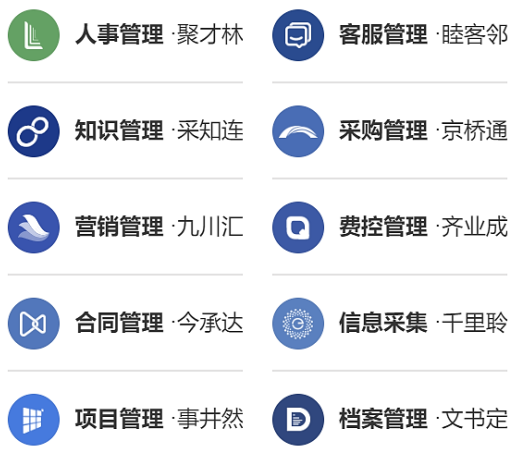 人事管理 ·聚才林
客服管理 ·睦客邻
知识管理 ·采知连
采购管理 ·京桥通
营销管理 ·九川汇
费控管理 ·齐业成
合同管理 ·今承达
信息采集 ·千里聆
项目管理 ·事井然
档案管理 ·文书定